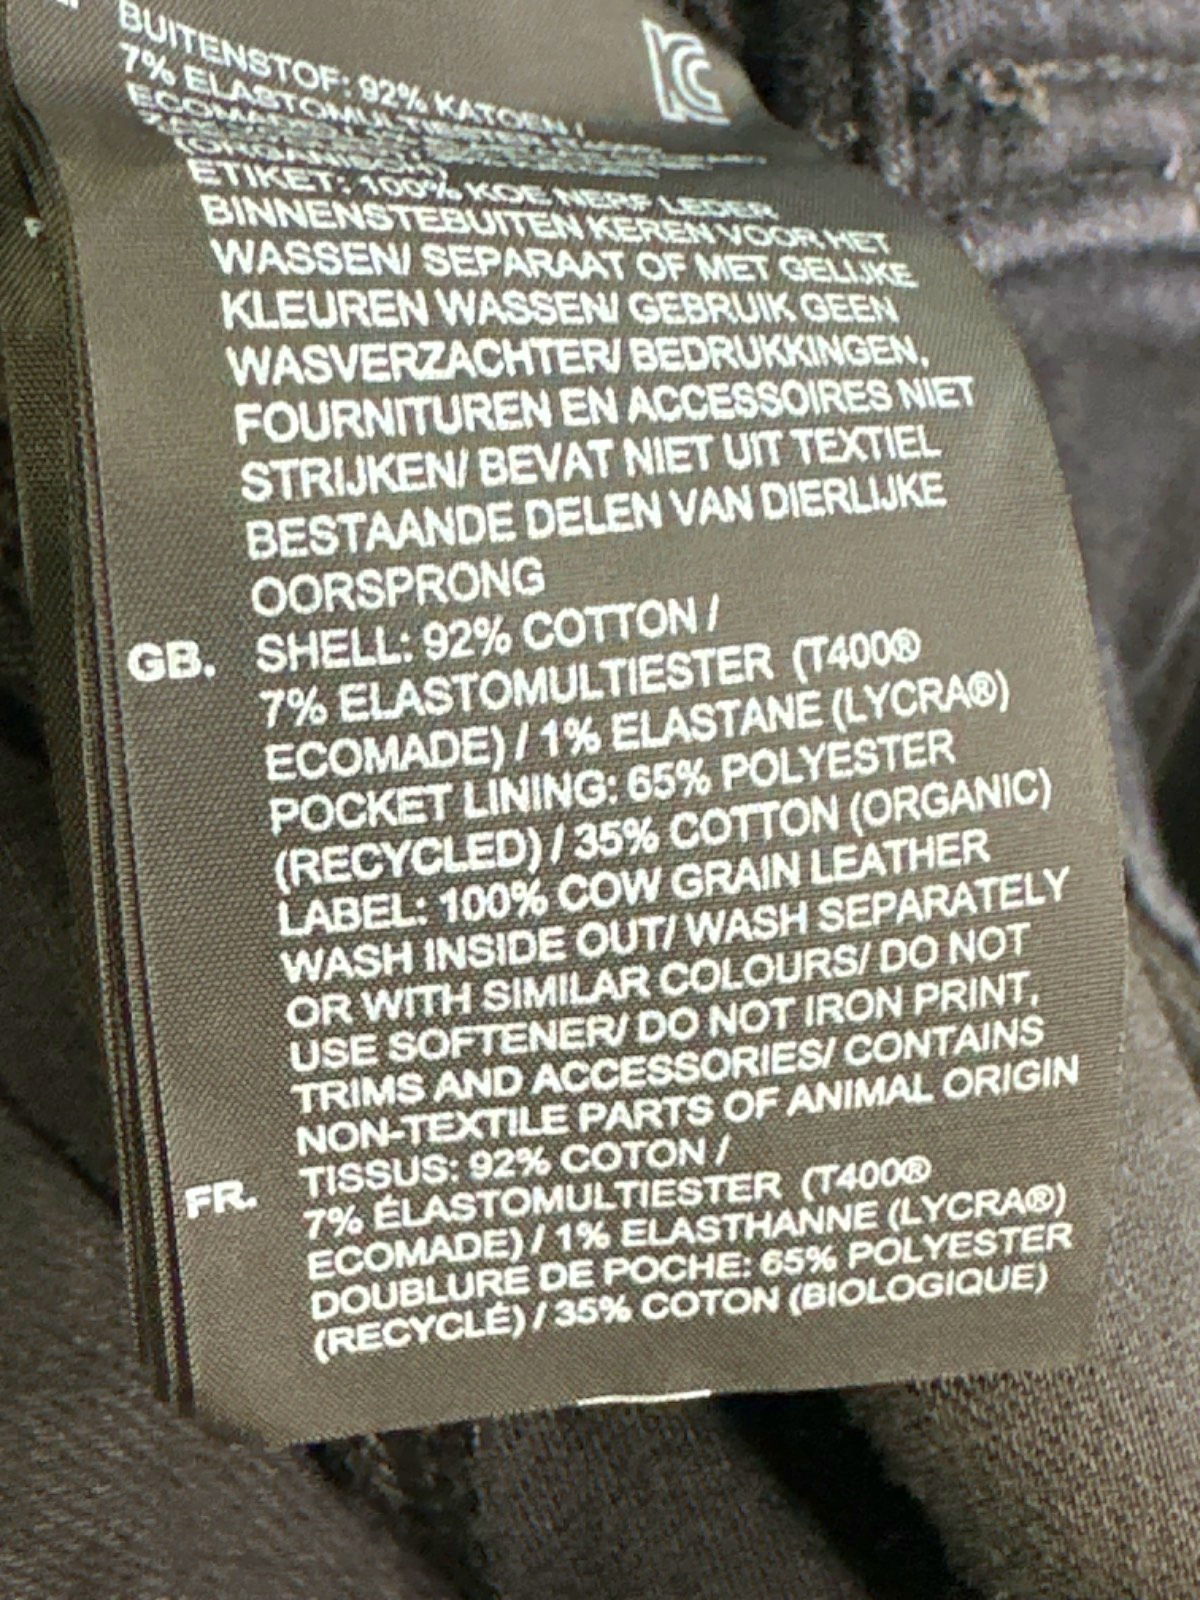 BUITENSTOF: 92% KATOEN /
7% ELASTOMULTIESTER
ETIKET: 100% KOE NERF LEDER
BINNENSTEBUITEN KEREN VOOR HET
WASSEN/ SEPARAAT OF MET GELIJKE
KLEUREN WASSEN/ GEBRUIK GEEN
WASVERZACHTER/ BEDRUKKINGEN,
FOURNITUREN EN ACCESSOIRES NIET
STRIJKEN/ BEVAT NIET UIT TEXTIEL
BESTAANDE DELEN VAN DIERLIJKE
OORSPRONG
GB. SHELL: 92% COTTON /
7% ELASTOMULTIESTER (T400®
ECOMADE) / 1% ELASTANE (LYCRA®)
POCKET LINING: 65% POLYESTER
(RECYCLED) / 35% COTTON (ORGANIC)
LABEL: 100% COW GRAIN LEATHER
WASH INSIDE OUT/ WASH SEPARATELY
OR WITH SIMILAR COLOURS/ DO NOT
USE SOFTENER/ DO NOT IRON PRINT,
TRIMS AND ACCESSORIES/ CONTAINS
NON-TEXTILE PARTS OF ANIMAL ORIGIN
FR. TISSUS: 92% COTON /
7% ÉLASTOMULTIESTER (T400®
ECOMADE) / 1% ELASTHANNE (LYCRA®)
DOUBLURE DE POCHE: 65% POLYESTER
(RECYCLÉ) / 35% COTON (BIOLOGIQUE)